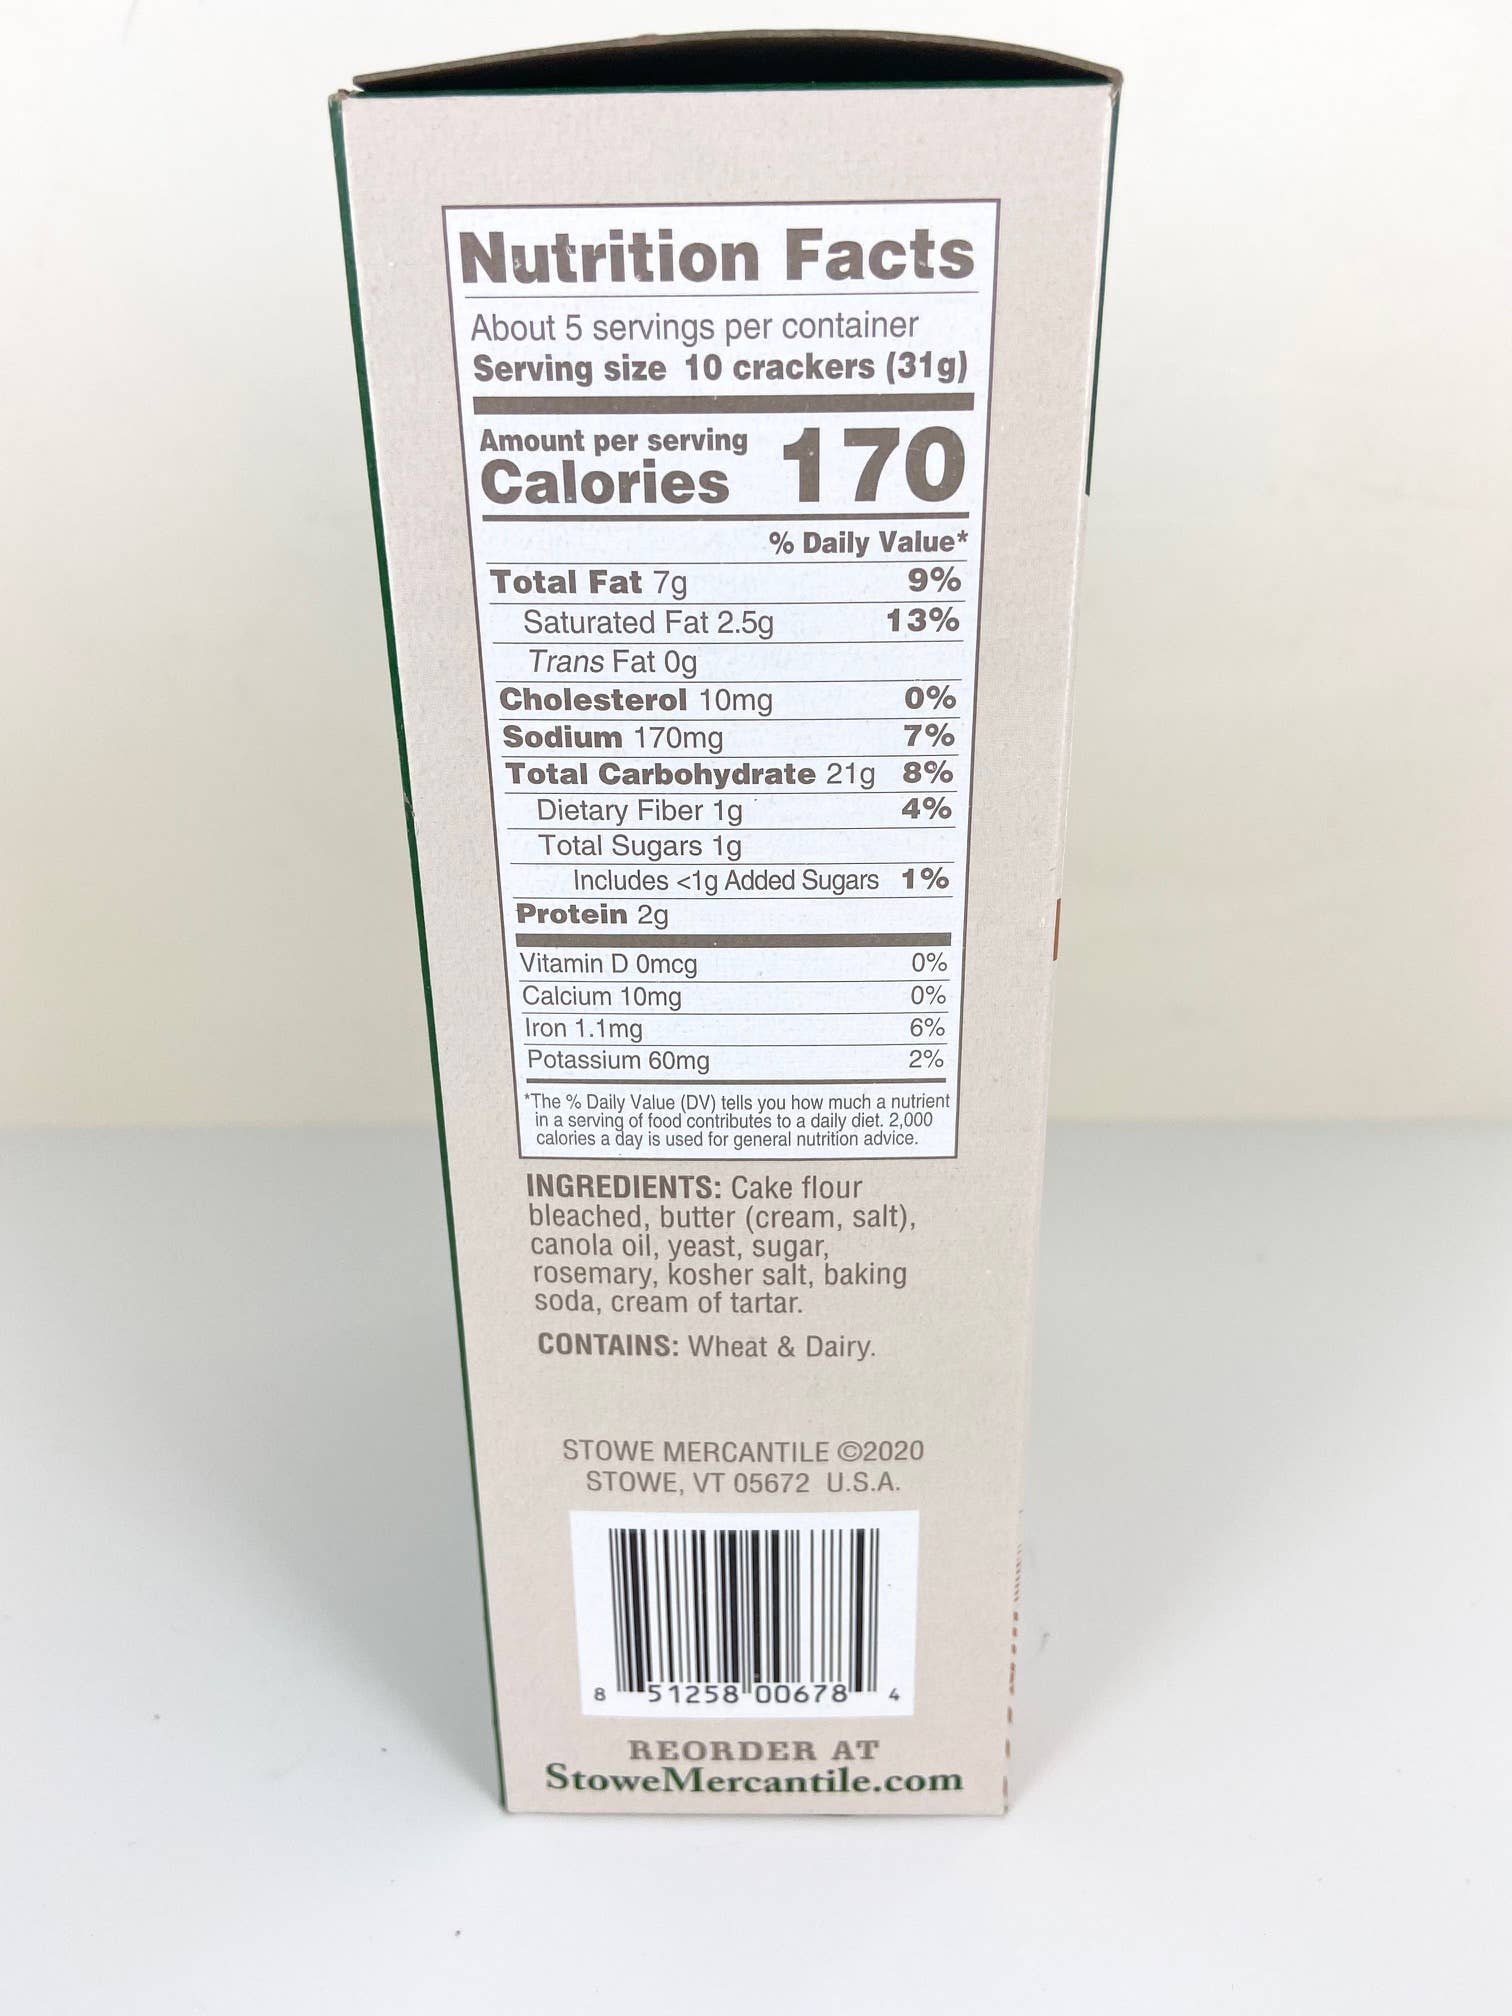 Nutrition Facts
About 5 servings per container
Serving size 10 crackers (31g)
Amount per serving
Calories 170
% Daily Value*
Total Fat 7g 9%
Saturated Fat 2.5g 13%
Trans Fat 0g
Cholesterol 10mg 0%
Sodium 170mg 7%
Total Carbohydrate 21g 8%
Dietary Fiber 1g 4%
Total Sugars 1g
Includes <1g Added Sugars 1%
Protein 2g
Vitamin D 0mcg 0%
Calcium 10mg 0%
Iron 1.1mg 6%
Potassium 60mg 2%
*The % Daily Value (DV) tells you how much a nutrient
in a serving of food contributes to a daily diet. 2,000
calories a day is used for general nutrition advice.
INGREDIENTS: Cake flour
bleached, butter (cream, salt),
canola oil, yeast, sugar,
rosemary, kosher salt, baking
soda, cream of tartar.
CONTAINS: Wheat & Dairy.
STOWE MERCANTILE ©2020
STOWE, VT 05672 U.S.A.
8 51258 00678 4
REORDER AT
StoweMercantile.com